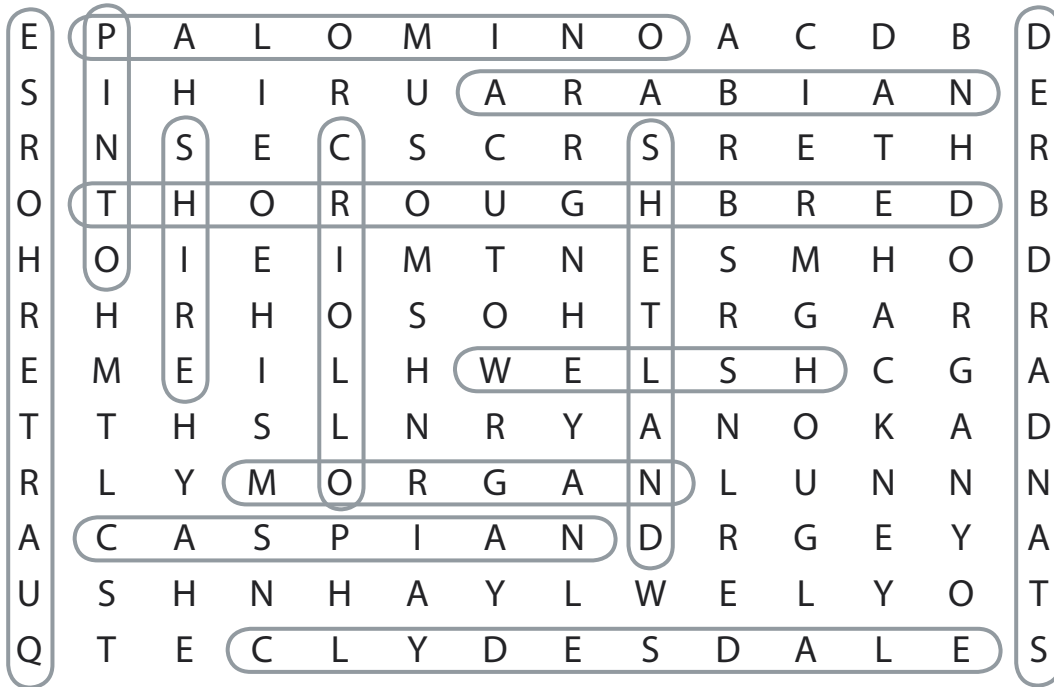 E P A L O M I N O A C D B D
S I H I R U A R A B I A N E
R N S E C S C R S R E T H R
O T H O R O U G H B R E D B
H O I E I M T N E S M H O D
R H R H O S O H T R G A R R
E M E I L H W E L S H C G A
T T H S L N R Y A N O K A D
R L Y M O R G A N L U N N N
A C A S P I A N D R G E Y A
U S H N H A Y L W E L Y O T
Q T E C L Y D E S D A L E S